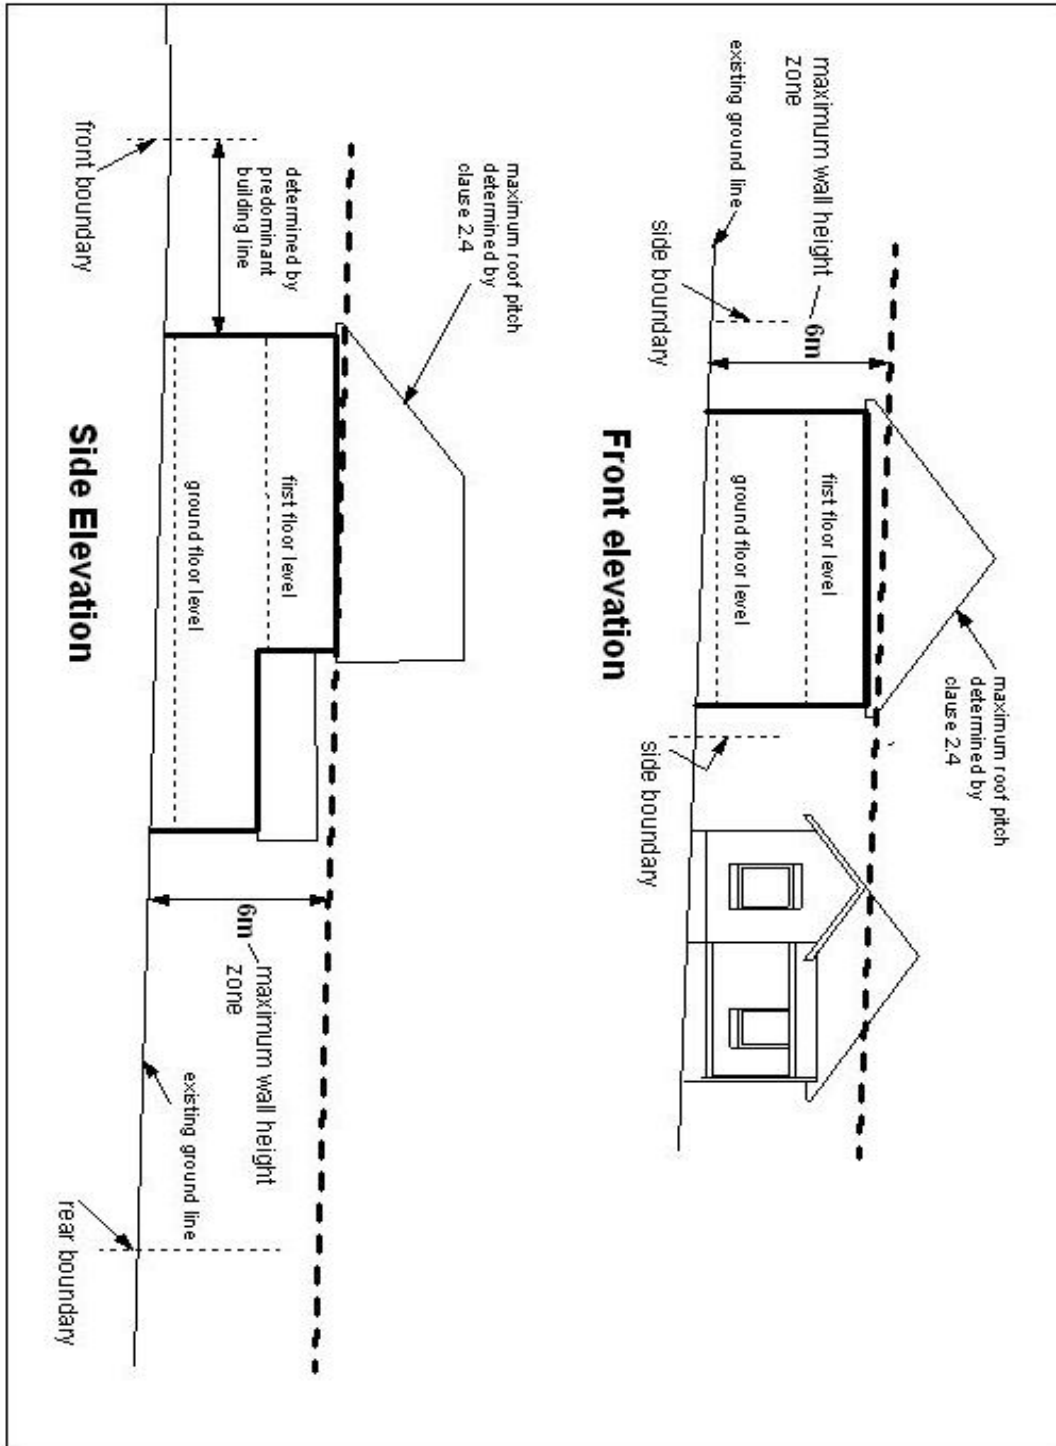 existing ground line
maximum wall height
zone
6m
side boundary
first floor level
ground floor level
maximum roof pitch
determined by
clause 2.4
side boundary
Front elevation
maximum roof pitch
determined by
clause 2.4
determined by
predominant
building line
front boundary
first floor level
ground floor level
6m
maximum wall height
zone
existing ground line
rear boundary
Side Elevation